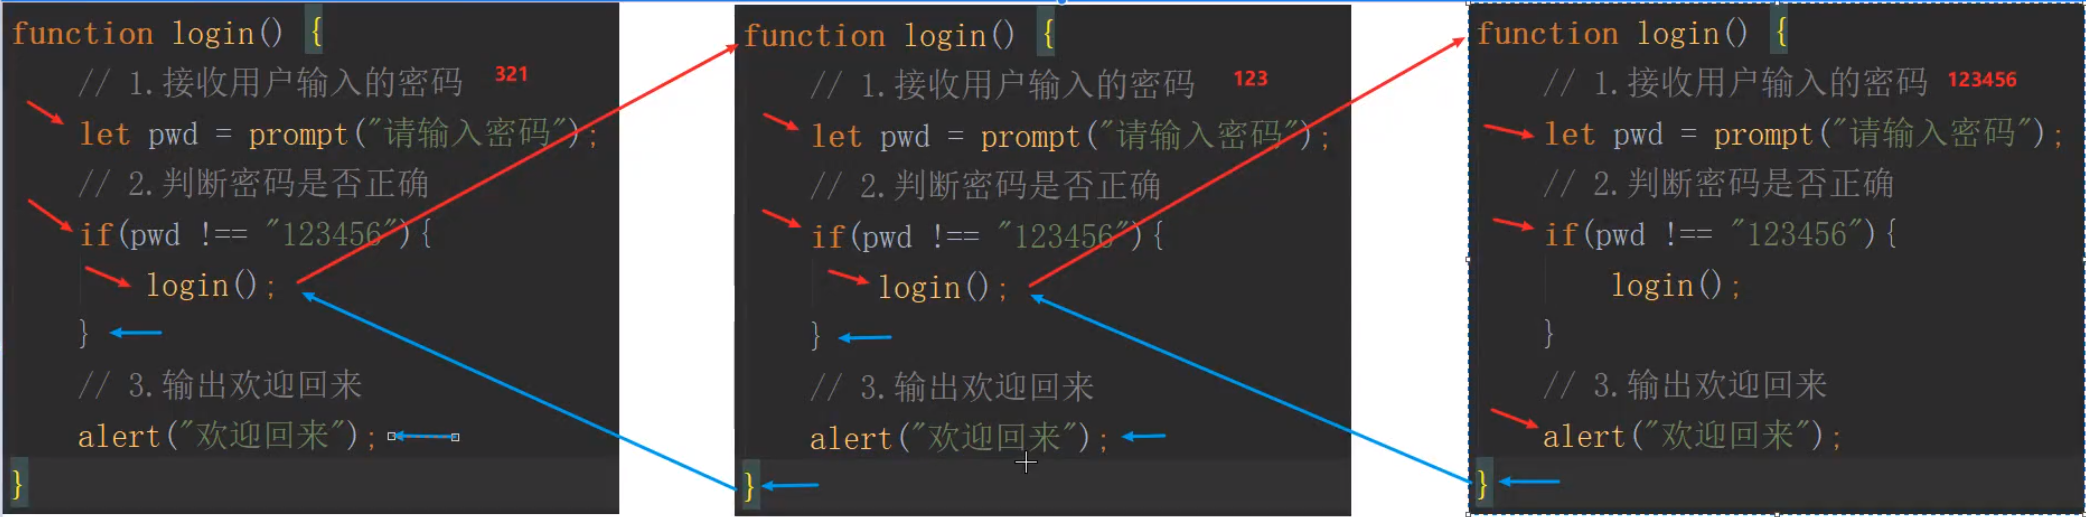 function login() {
// 1.接收用户输入的密码 321
let pwd = prompt("请输入密码");
// 2.判断密码是否正确
if(pwd !== "123456"){
login();
}
// 3.输出欢迎回来
alert("欢迎回来");
}
function login() {
// 1.接收用户输入的密码 123
let pwd = prompt("请输入密码");
// 2.判断密码是否正确
if(pwd !== "123456"){
login();
}
// 3.输出欢迎回来
alert("欢迎回来");
}
function login() {
// 1.接收用户输入的密码 123456
let pwd = prompt("请输入密码");
// 2.判断密码是否正确
if(pwd !== "123456"){
login();
}
// 3.输出欢迎回来
alert("欢迎回来");
}